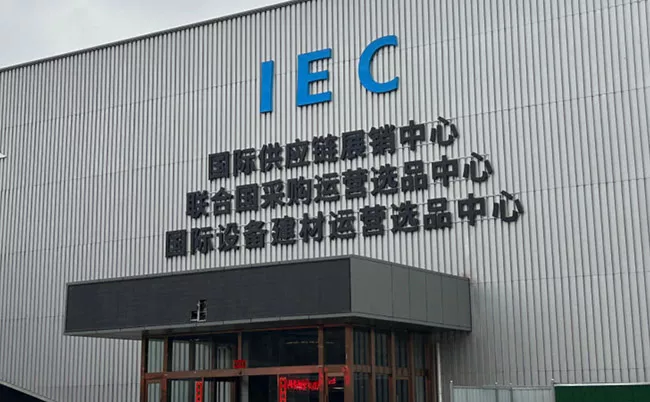 IEC
国际供应链展销中心
联合国采购运营选品中心
国际设备建材运营选品中心